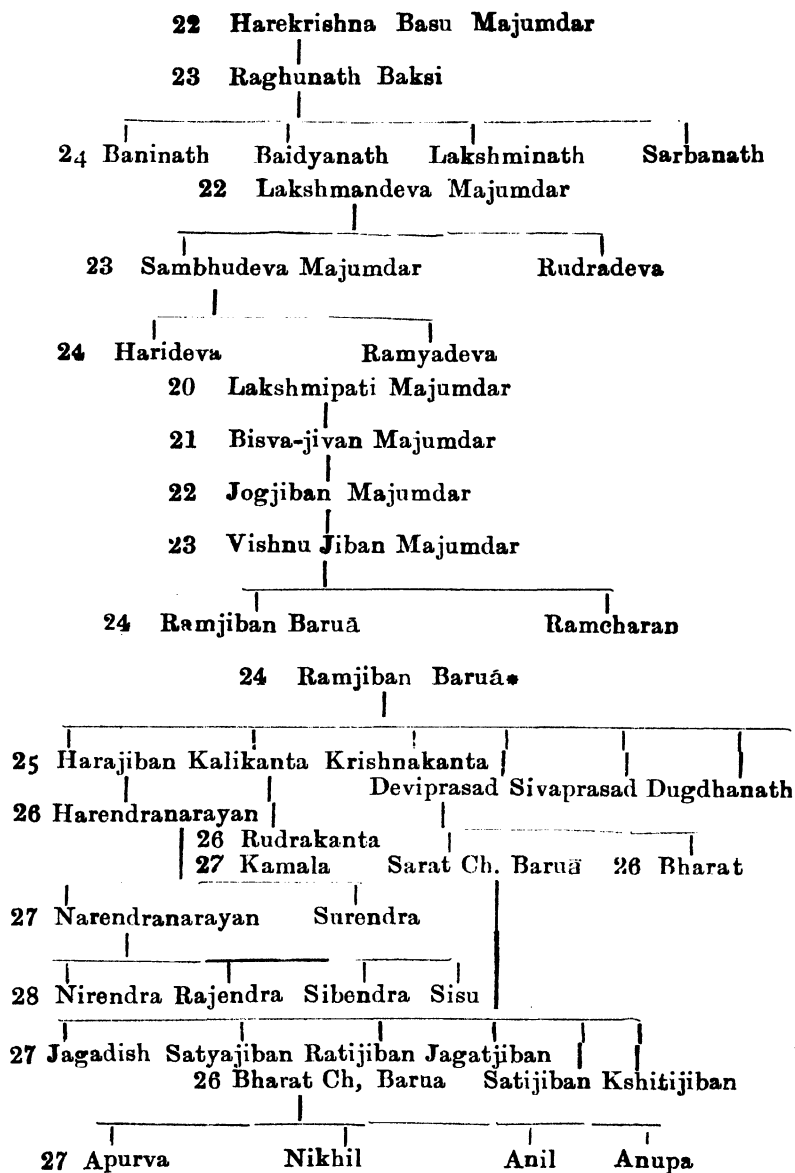 22 Harekrishna Basu Majumdar
23 Raghunath Baksi
24 Baninath Baidyanath Lakshminath Sarbanath
22 Lakshmandeva Majumdar
23 Sambhudeva Majumdar Rudradeva
24 Harideva Ramyadeva
20 Lakshmipati Majumdar
21 Bisva-jivan Majumdar
22 Jogjiban Majumdar
23 Vishnu Jiban Majumdar
24 Ramjiban Baruā Ramcharan
24 Ramjiban Baruá*
25 Harajiban Kalikanta Krishnakanta
Deviprasad Sivaprasad Dugdhanath
26 Harendranarayan
26 Rudrakanta
27 Kamala Sarat Ch. Baruä 26 Bharat
27 Narendranarayan Surendra
28 Nirendra Rajendra Sibendra Sisu
27 Jagadish Satyajiban Ratijiban Jagatjiban
26 Bharat Ch, Barua Satijiban Kshitijiban
27 Apurva Nikhil Anil Anupa